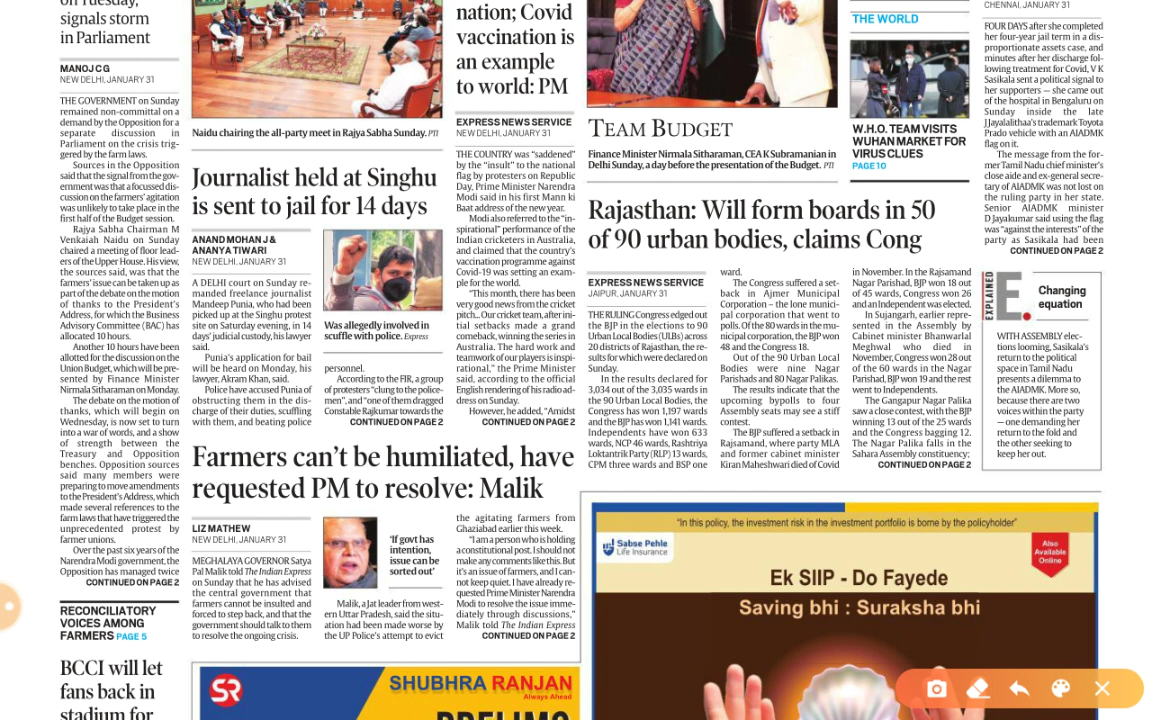 on Tuesday,
signals storm
in Parliament
MANOJ C G
NEW DELHI, JANUARY 31
THE GOVERNMENT on Sunday
remained non-committal on a
demand by the Opposition for a
separate discussion in
Parliament on the crisis trig-
gered by the farm laws.
Sources in the Opposition
said that the signal from the gov-
ernment was that a focussed dis-
cussion on the farmers' agitation
was unlikely to take place in the
first half of the Budget session.
Rajya Sabha Chairman M
Venkaiah Naidu on Sunday
chaired a meeting of floor lead-
ers of the Upper House. His view,
the sources said, was that the
farmers' issue can be taken up as
part of the debate on the motion
of thanks to the President's
Address, for which the Business
Advisory Committee (BAC) has
allocated 10 hours.
Another 10 hours have been
allotted for the discussion on the
Union Budget, which will be pre-
sented by Finance Minister
Nirmala Sitharaman on Monday.
The debate on the motion of
thanks, which will begin on
Wednesday, is now set to turn
into a war of words, and a show
of strength between the
Treasury and Opposition
benches. Opposition sources
said many members were
preparing to move amendments
to the President's Address, which
made several references to the
farm laws that have triggered the
unprecedented protest by
farmer unions.
Over the past six years of the
Narendra Modi government, the
Opposition has managed twice
CONTINUED ON PAGE 2
RECONCILIATORY
VOICES AMONG
FARMERS PAGE 5
BCCI will let
fans back in
stadium for
Naidu chairing the all-party meet in Rajya Sabha Sunday. PTI
Journalist held at Singhu
is sent to jail for 14 days
ANAND MOHAN J &
ANANYA TIWARI
NEW DELHI, JANUARY 31
A DELHI court on Sunday re-
manded freelance journalist
Mandeep Punia, who had been
picked up at the Singhu protest
site on Saturday evening, in 14
days' judicial custody, his lawyer
said.
Punia's application for bail
will be heard on Monday, his
lawyer, Akram Khan, said.
Police have accused Punia of
obstructing them in the dis-
charge of their duties, scuffling
with them, and beating police
Was allegedly involved in
scuffle with police. Express
personnel.
According to the FIR, a group
of protesters "clung to the police-
men", and "one of them dragged
Constable Rajkumar towards the
CONTINUED ON PAGE 2
nation; Covid
vaccination is
an example
to world: PM
EXPRESS NEWS SERVICE
NEW DELHI, JANUARY 31
THE COUNTRY was "saddened"
by the "insult" to the national
flag by protesters on Republic
Day, Prime Minister Narendra
Modi said in his first Mann ki
Baat address of the new year.
Modi also referred to the "in-
spirational" performance of the
Indian cricketers in Australia,
and claimed that the country's
vaccination programme against
Covid-19 was setting an exam-
ple for the world.
"This month, there has been
very good news from the cricket
pitch... Our cricket team, after ini-
tial setbacks made a grand
comeback, winning the series in
Australia. The hard work and
teamwork of our players is inspi-
rational," the Prime Minister
said, according to the official
English rendering of his radio ad-
dress on Sunday.
However, he added, "Amidst
CONTINUED ON PAGE 2
Farmers can't be humiliated, have
requested PM to resolve: Malik
LIZ MATHEW
NEW DELHI, JANUARY 31
MEGHALAYA GOVERNOR Satya
Pal Malik told The Indian Express
on Sunday that he has advised
the central government that
farmers cannot be insulted and
forced to step back, and that the
government should talk to them
to resolve the ongoing crisis.
'If govt has
intention,
issue can be
sorted out'
Malik, a Jat leader from west-
ern Uttar Pradesh, said the situ-
ation had been made worse by
the UP Police's attempt to evict
the agitating farmers from
Ghaziabad earlier this week.
"I am a person who is holding
a constitutional post. I should not
make any comments like this. But
it's an issue of farmers, and I can-
not keep quiet. I have already re-
quested Prime Minister Narendra
Modi to resolve the issue imme-
diately through discussions,"
Malik told The Indian Express
CONTINUED ON PAGE 2
TEAM BUDGET
Finance Minister Nirmala Sitharaman, CEA K Subramanian in
Delhi Sunday, a day before the presentation of the Budget. PTI
THE WORLD
W.H.O. TEAM VISITS
WUHAN MARKET FOR
VIRUS CLUES
PAGE 10
Rajasthan: Will form boards in 50
of 90 urban bodies, claims Cong
EXPRESS NEWS SERVICE
JAIPUR, JANUARY 31
THE RULING Congress edged out
the BJP in the elections to 90
Urban Local Bodies (ULBs) across
20 districts of Rajasthan, the re-
sults for which were declared on
Sunday.
In the results declared for
3,034 out of the 3,035 wards in
the 90 Urban Local Bodies, the
Congress has won 1,197 wards
and the BJP has won 1,141 wards.
Independents have won 633
wards, NCP 46 wards, Rashtriya
Loktantrik Party (RLP) 13 wards,
CPM three wards and BSP one
ward.
The Congress suffered a set-
back in Ajmer Municipal
Corporation – the lone munici-
pal corporation that went to
polls. Of the 80 wards in the mu-
nicipal corporation, the BJP won
48 and the Congress 18.
Out of the 90 Urban Local
Bodies were nine Nagar
Parishads and 80 Nagar Palikas.
The results indicate that the
upcoming bypolls to four
Assembly seats may see a stiff
contest.
The BJP suffered a setback in
Rajsamand, where party MLA
and former cabinet minister
Kiran Maheshwari died of Covid
in November. In the Rajsamand
Nagar Parishad, BJP won 18 out
of 45 wards, Congress won 26
and an Independent was elected.
In Sujangarh, earlier repre-
sented in the Assembly by
Cabinet minister Bhanwarlal
Meghwal who died in
November, Congress won 28 out
of the 60 wards in the Nagar
Parishad, BJP won 19 and the rest
went to Independents.
The Gangapur Nagar Palika
saw a close contest, with the BJP
winning 13 out of the 25 wards
and the Congress bagging 12.
The Nagar Palika falls in the
Sahara Assembly constituency;
CONTINUED ON PAGE 2
CHENNAI, JANUARY 31
FOUR DAYS after she completed
her four-year jail term in a dis-
proportionate assets case, and
minutes after her discharge fol-
lowing treatment for Covid, V K
Sasikala sent a political signal to
her supporters — she came out
of the hospital in Bengaluru on
Sunday inside the late
J Jayalalithaa's trademark Toyota
Prado vehicle with an AIADMK
flag on it.
The message from the for-
mer Tamil Nadu chief minister's
close aide and ex-general secre-
tary of AIADMK was not lost on
the ruling party in her state.
Senior AIADMK minister
D Jayakumar said using the flag
was "against the interests" of the
party as Sasikala had been
CONTINUED ON PAGE 2
EXPLAINED
E.
Changing
equation
WITH ASSEMBLY elec-
tions looming, Sasikala's
return to the political
space in Tamil Nadu
presents a dilemma to
the AIADMK. More so,
because there are two
voices within the party
— one demanding her
return to the fold and
the other seeking to
keep her out.
"In this policy, the investment risk in the investment portfolio is borne by the policyholder"
Sabse Pehle
Life Insurance
Also
Available
Online
Ek SIIP - Do Fayede
Saving bhi : Suraksha bhi
SR
SHUBHRA RANJAN
Always Ahead
PRELIMS